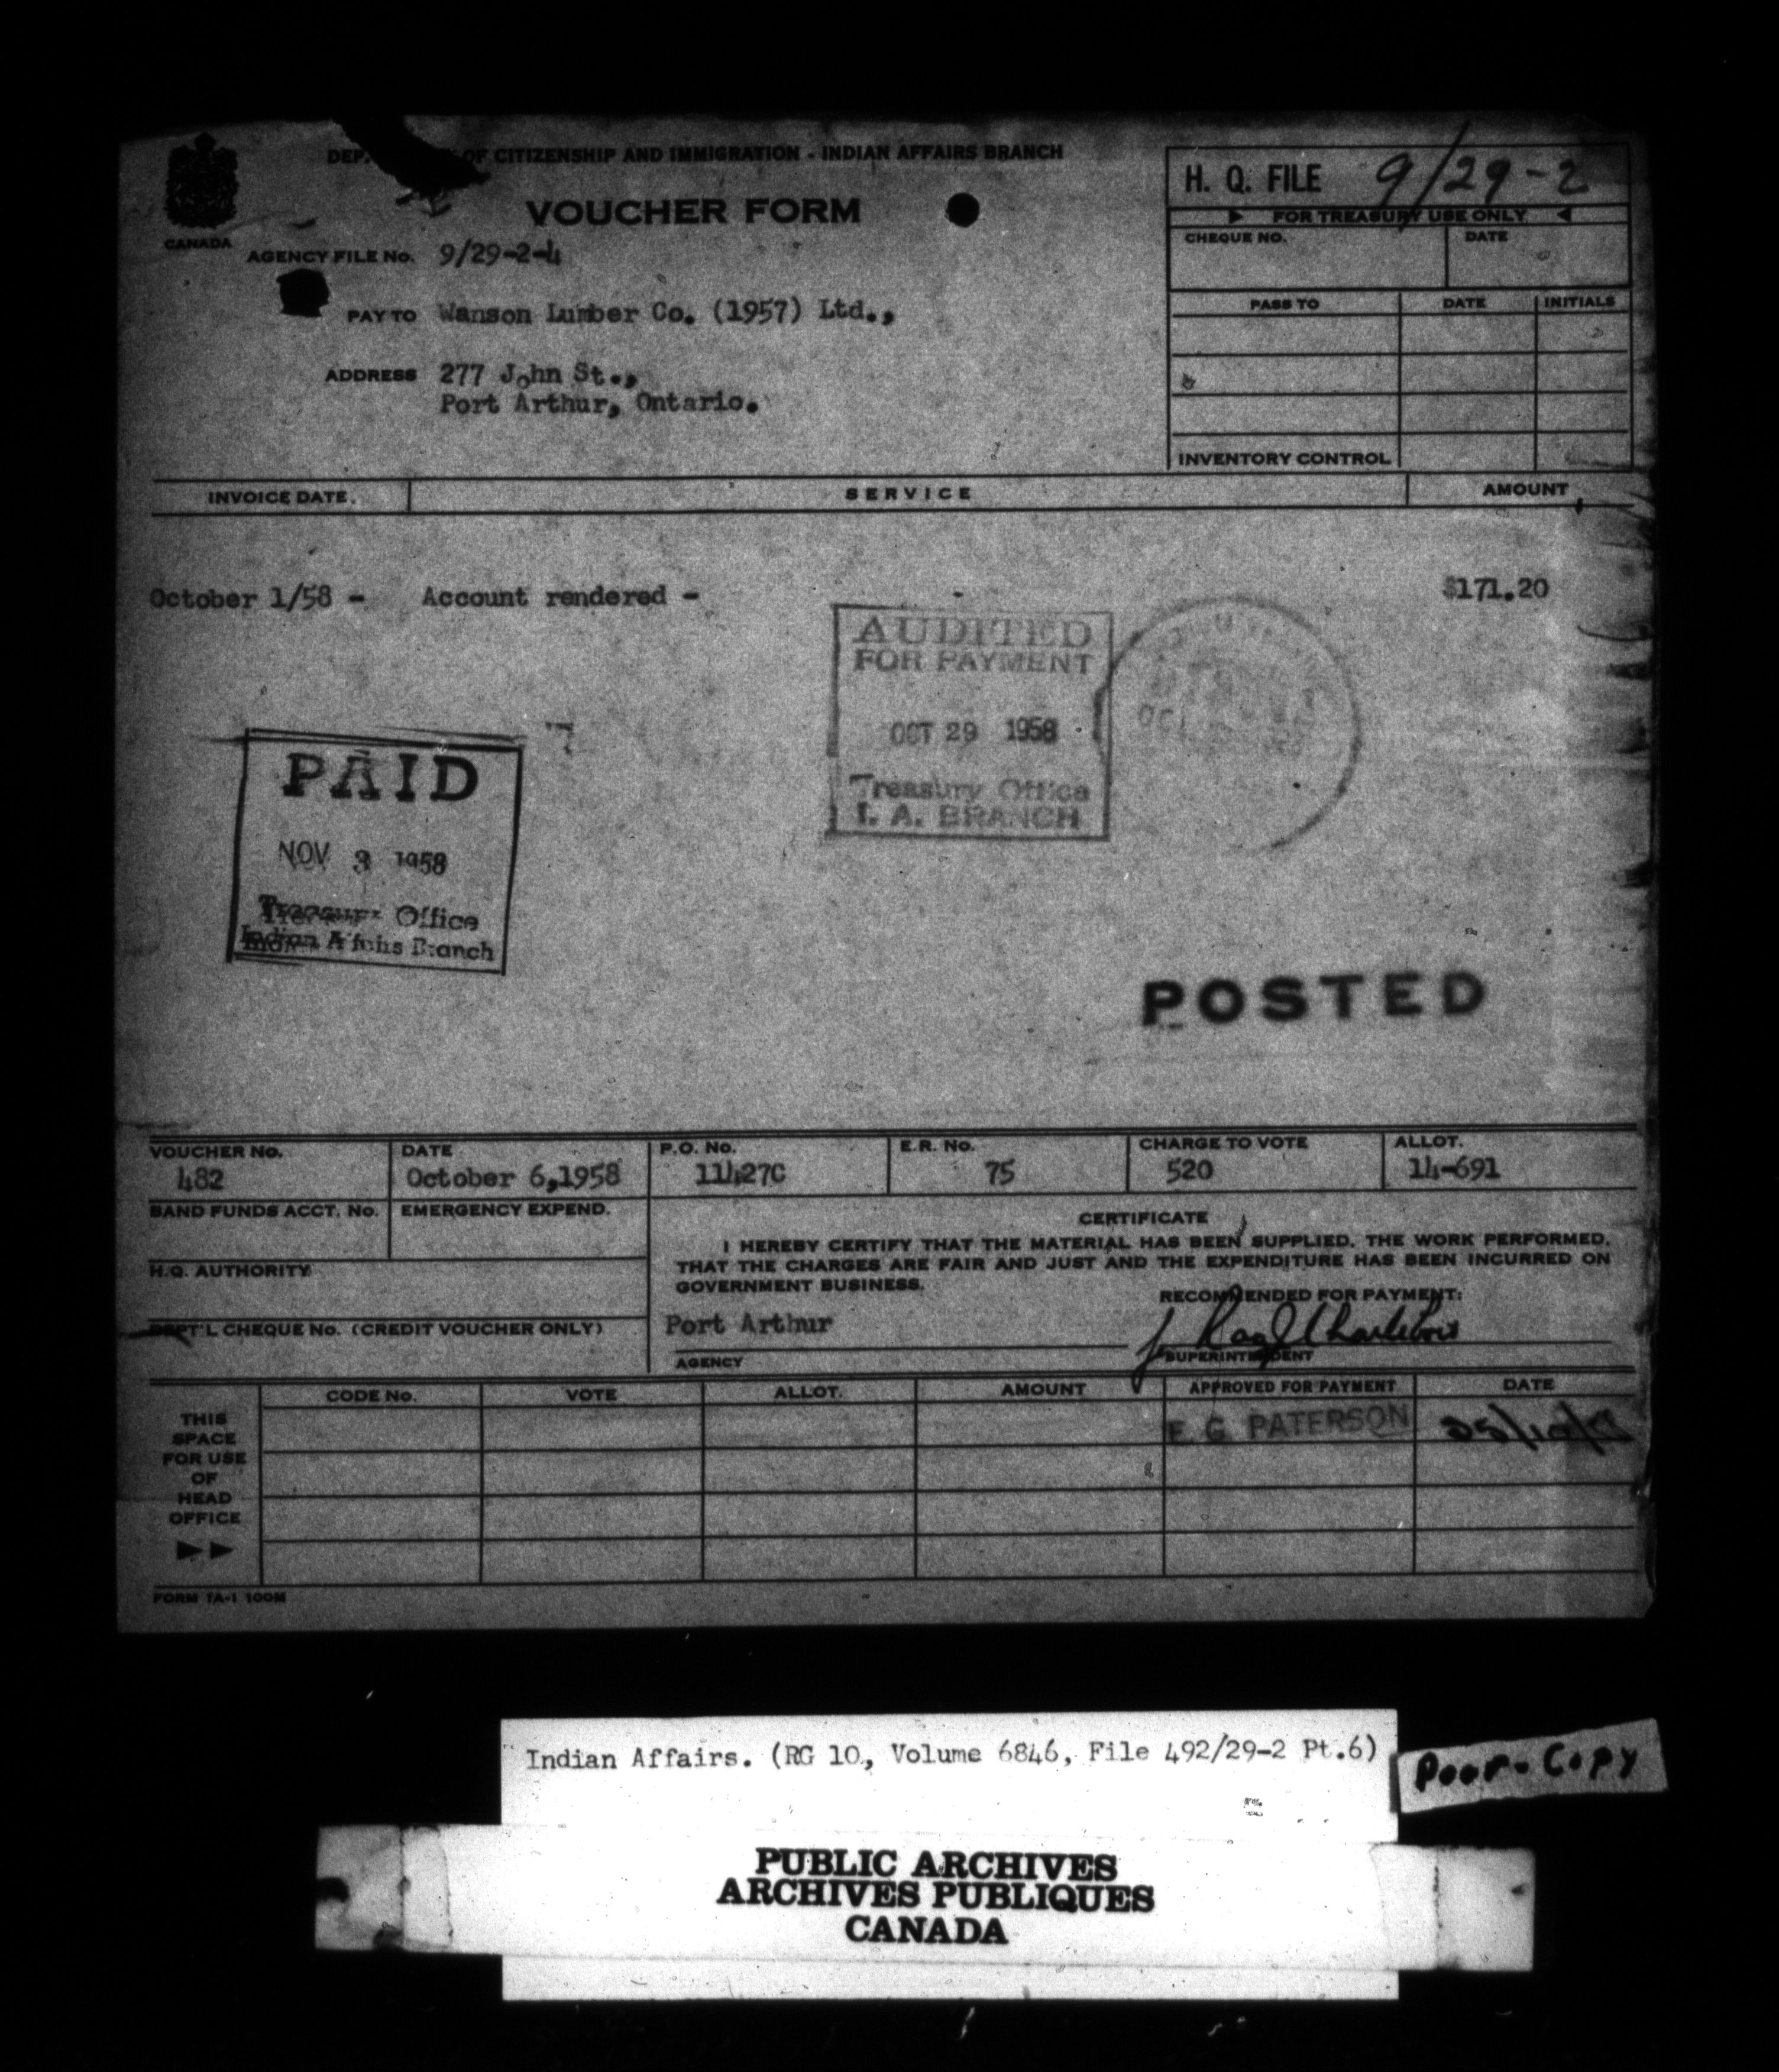 OF CITIZENSHIP AND IMMIGRATION - INDIAN AFFAIRS BRANCH
VOUCHER FORM
CANADA
AGENCY FILE No. 9/29-2-4
PAY TO Wanson Lumber Co. (1957) Ltd.,
ADDRESS 277 John St.,
Port Arthur, Ontario.
H. Q. FILE 9/29-2
FOR TREASURY USE ONLY
CHEQUE NO. DATE
PASS TO DATE INITIALS
INVENTORY CONTROL
INVOICE DATE. SERVICE AMOUNT
October 1/58 - Account rendered - $171.20
AUDITED
FOR PAYMENT
OCT 29 1958
Treasury Office
I. A. BRANCH
PAID
NOV 3 1958
Treasury Office
Indian Affairs Branch
POSTED
VOUCHER No. DATE P.O. No. E.R. No. CHARGE TO VOTE ALLOT.
482 October 6,1958 11427C 75 520 14-691
BAND FUNDS ACCT. No. EMERGENCY EXPEND.
H.Q. AUTHORITY
DEPT'L CHEQUE No. (CREDIT VOUCHER ONLY)
CERTIFICATE
I HEREBY CERTIFY THAT THE MATERIAL HAS BEEN SUPPLIED, THE WORK PERFORMED,
THAT THE CHARGES ARE FAIR AND JUST AND THE EXPENDITURE HAS BEEN INCURRED ON
GOVERNMENT BUSINESS.
RECOMMENDED FOR PAYMENT:
Port Arthur
AGENCY SUPERINTENDENT
CODE No. VOTE ALLOT. AMOUNT APPROVED FOR PAYMENT DATE
E. G. PATERSON
THIS
SPACE
FOR USE
OF
HEAD
OFFICE
FORM 1A-1 100M
Indian Affairs. (RG 10, Volume 6846, File 492/29-2 Pt.6)
Poor-Copy
PUBLIC ARCHIVES
ARCHIVES PUBLIQUES
CANADA